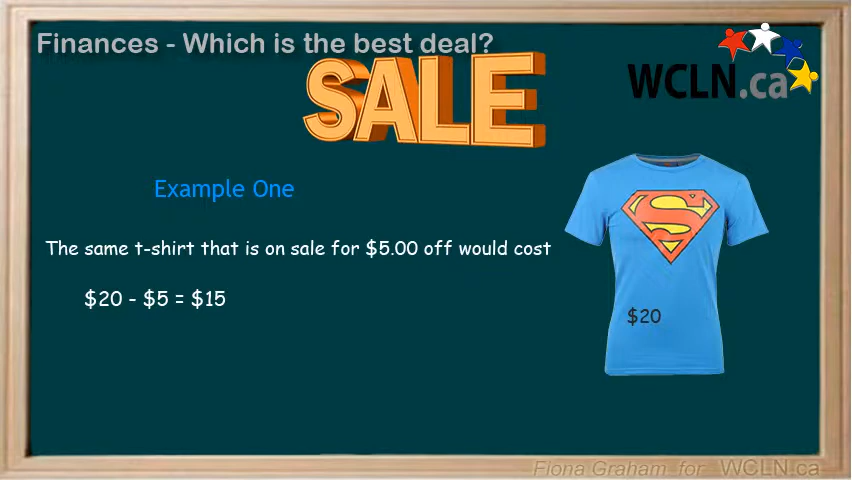 Finances - Which is the best deal?
SALE
WCLN.ca
Example One
The same t-shirt that is on sale for $5.00 off would cost
$20 - $5 = $15
$20
Fiona Graham for WCLN.ca